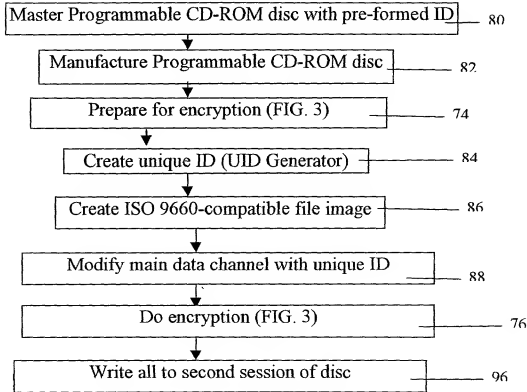 Master Programmable CD-ROM disc with pre-formed ID 80
Manufacture Programmable CD-ROM disc 82
Prepare for encryption (FIG. 3) 74
Create unique ID (UID Generator) 84
Create ISO 9660-compatible file image 86
Modify main data channel with unique ID 88
Do encryption (FIG. 3) 76
Write all to second session of disc 96